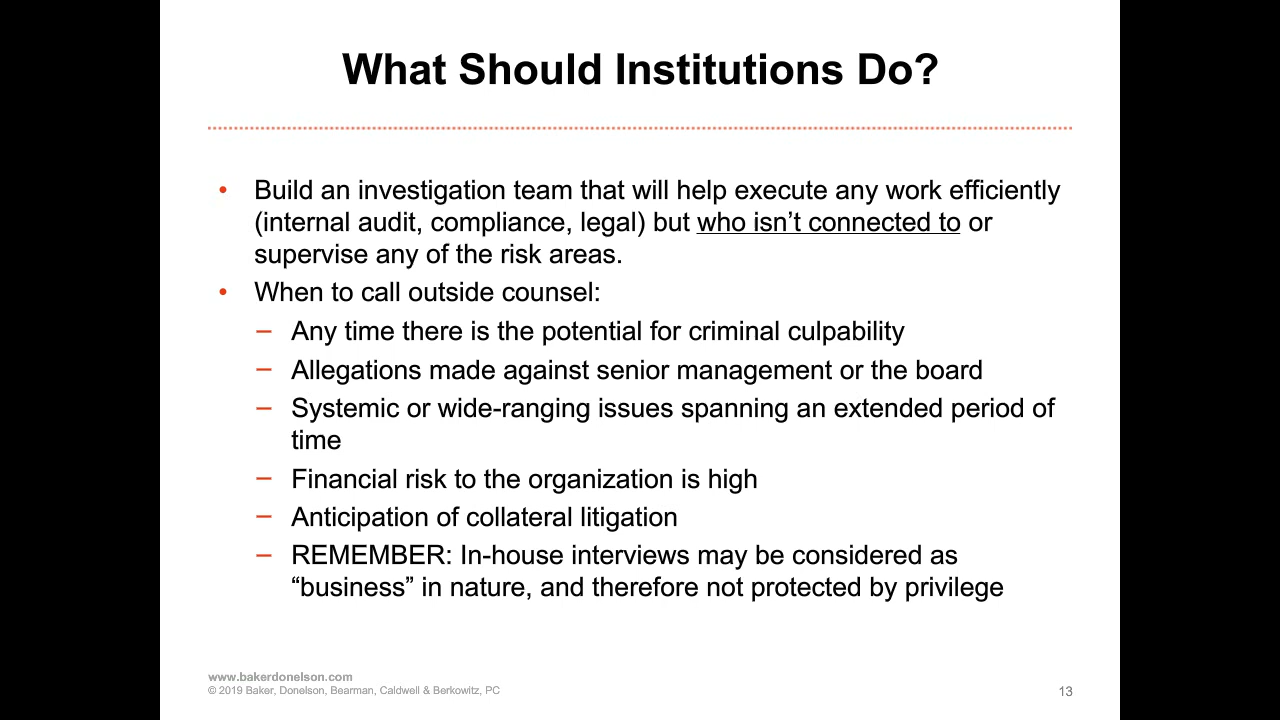 What Should Institutions Do?
• Build an investigation team that will help execute any work efficiently
(internal audit, compliance, legal) but who isn’t connected to or
supervise any of the risk areas.
• When to call outside counsel:
– Any time there is the potential for criminal culpability
– Allegations made against senior management or the board
– Systemic or wide-ranging issues spanning an extended period of
time
– Financial risk to the organization is high
– Anticipation of collateral litigation
– REMEMBER: In-house interviews may be considered as
“business” in nature, and therefore not protected by privilege
www.bakerdonelson.com
© 2019 Baker, Donelson, Bearman, Caldwell & Berkowitz, PC
13